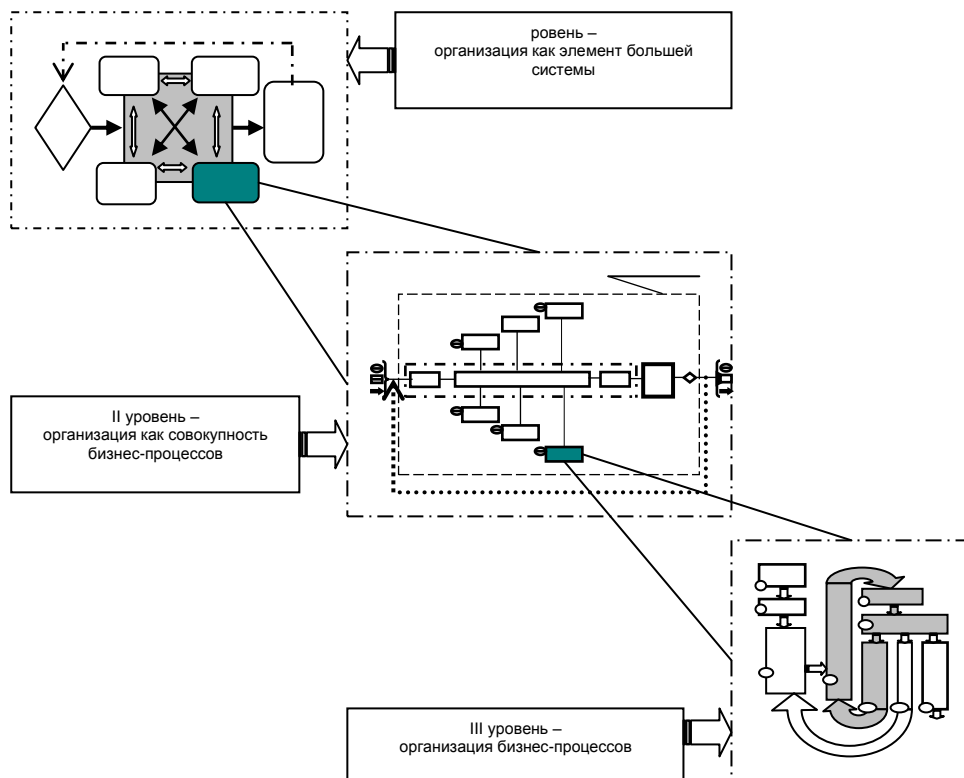 ровень –
организация как элемент большей
системы
II уровень –
организация как совокупность
бизнес-процессов
III уровень –
организация бизнес-процессов